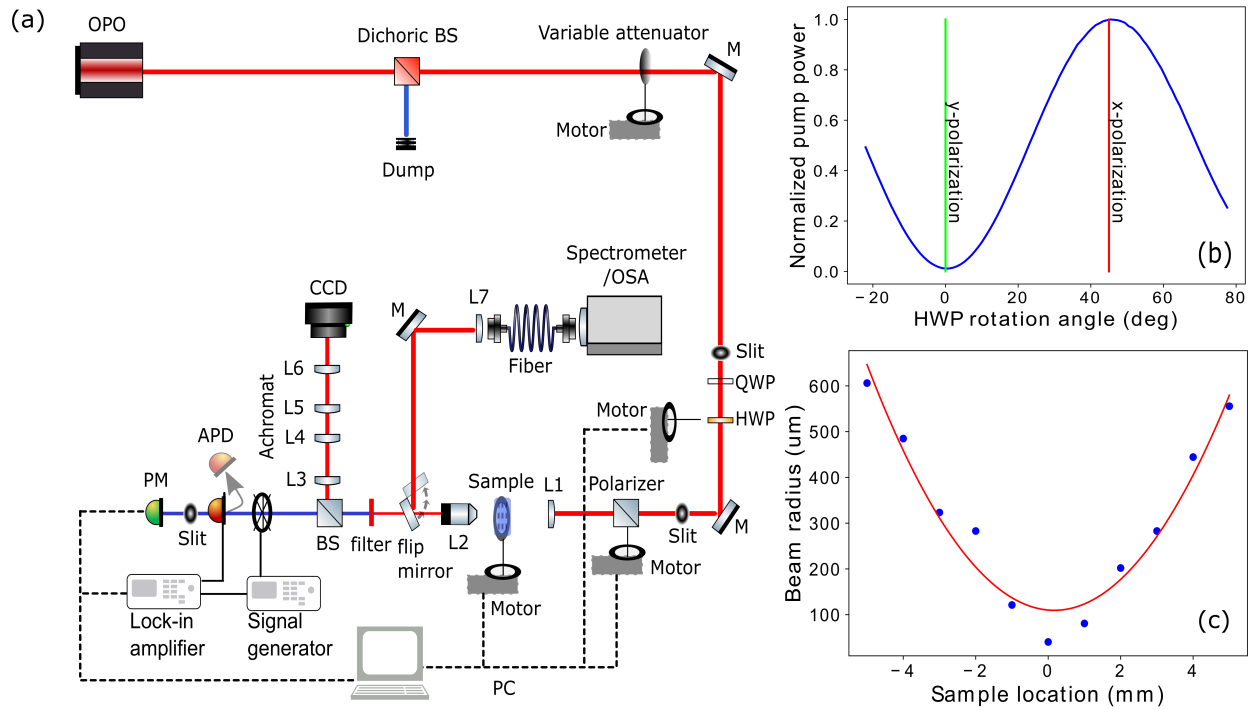 (a)
OPO
Dichoric BS
Variable attenuator
M
Motor
Dump
CCD
M
L7
Spectrometer
/OSA
Fiber
Slit
QWP
HWP
Motor
L6
L5
L4
L3
Achromat
APD
PM
Slit
BS
filter
flip
mirror
L2
Sample
L1
Polarizer
Slit
M
Motor
Motor
Lock-in
amplifier
Signal
generator
PC
Normalized pump power
1.0
0.8
0.6
0.4
0.2
0.0
y-polarization
x-polarization
(b)
−20
0
20
40
60
80
HWP rotation angle (deg)
Beam radius (um)
600
500
400
300
200
100
(c)
−4
−2
0
2
4
Sample location (mm)